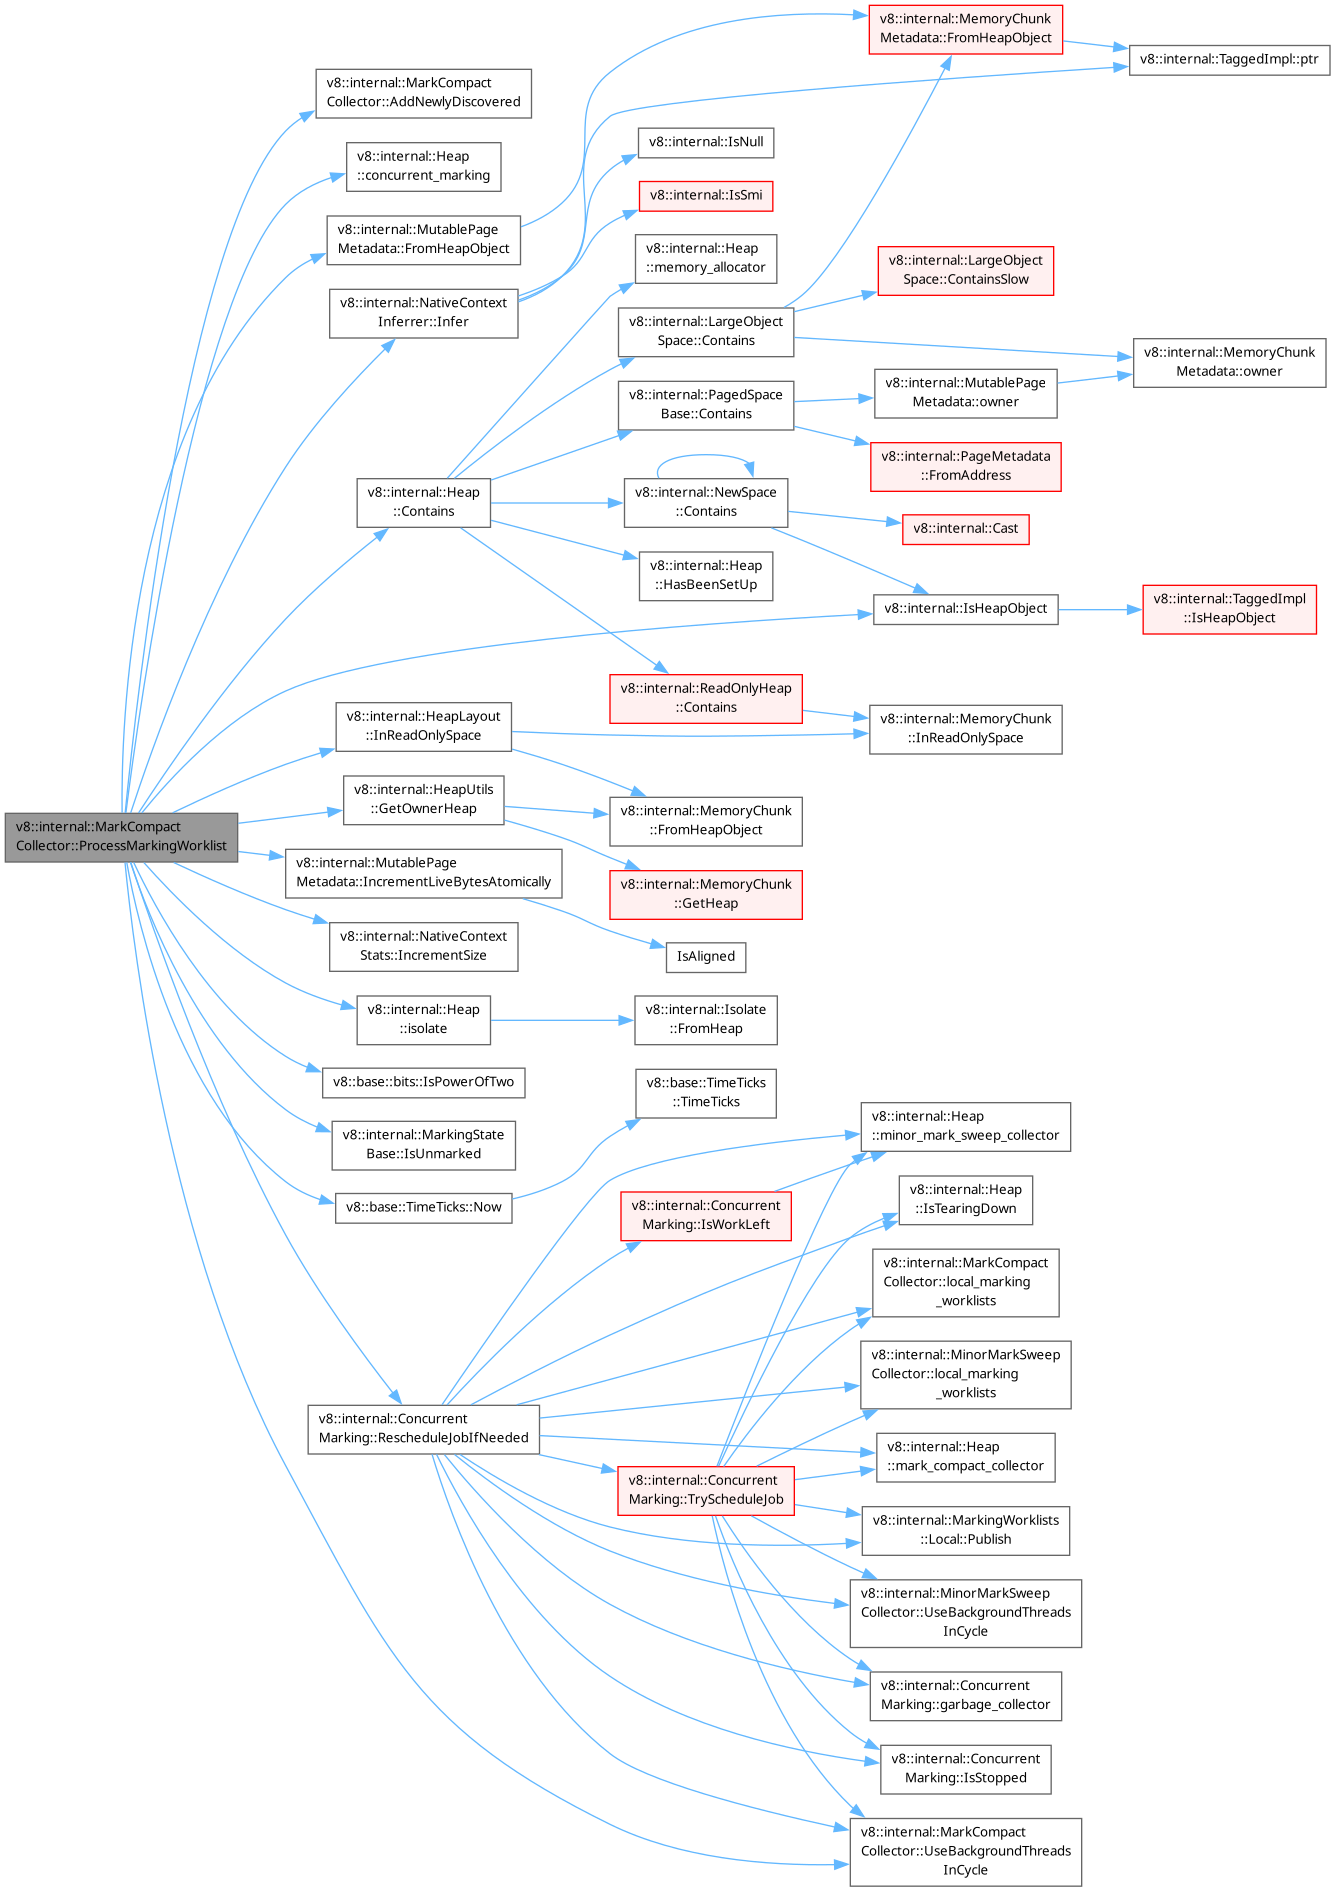 v8::internal::MarkCompact
Collector::ProcessMarkingWorklist
v8::internal::MarkCompact
Collector::AddNewlyDiscovered
v8::internal::Heap
::concurrent_marking
v8::internal::MutablePage
Metadata::FromHeapObject
v8::internal::NativeContext
Inferrer::Infer
v8::internal::Heap
::Contains
v8::internal::HeapLayout
::InReadOnlySpace
v8::internal::HeapUtils
::GetOwnerHeap
v8::internal::MutablePage
Metadata::IncrementLiveBytesAtomically
v8::internal::NativeContext
Stats::IncrementSize
v8::internal::Heap
::isolate
v8::base::bits::IsPowerOfTwo
v8::internal::MarkingState
Base::IsUnmarked
v8::base::TimeTicks::Now
v8::internal::Concurrent
Marking::RescheduleJobIfNeeded
v8::internal::IsNull
v8::internal::IsSmi
v8::internal::Heap
::memory_allocator
v8::internal::LargeObject
Space::Contains
v8::internal::PagedSpace
Base::Contains
v8::internal::NewSpace
::Contains
v8::internal::Heap
::HasBeenSetUp
v8::internal::ReadOnlyHeap
::Contains
v8::internal::MemoryChunk
::FromHeapObject
v8::internal::MemoryChunk
::GetHeap
IsAligned
v8::internal::Isolate
::FromHeap
v8::base::TimeTicks
::TimeTicks
v8::internal::Concurrent
Marking::IsWorkLeft
v8::internal::Concurrent
Marking::TryScheduleJob
v8::internal::MemoryChunk
Metadata::FromHeapObject
v8::internal::LargeObject
Space::ContainsSlow
v8::internal::MutablePage
Metadata::owner
v8::internal::PageMetadata
::FromAddress
v8::internal::Cast
v8::internal::IsHeapObject
v8::internal::MemoryChunk
::InReadOnlySpace
v8::internal::Heap
::minor_mark_sweep_collector
v8::internal::Heap
::IsTearingDown
v8::internal::MarkCompact
Collector::local_marking
_worklists
v8::internal::MinorMarkSweep
Collector::local_marking
_worklists
v8::internal::Heap
::mark_compact_collector
v8::internal::MarkingWorklists
::Local::Publish
v8::internal::MinorMarkSweep
Collector::UseBackgroundThreads
InCycle
v8::internal::Concurrent
Marking::garbage_collector
v8::internal::Concurrent
Marking::IsStopped
v8::internal::MarkCompact
Collector::UseBackgroundThreads
InCycle
v8::internal::TaggedImpl::ptr
v8::internal::MemoryChunk
Metadata::owner
v8::internal::TaggedImpl
::IsHeapObject